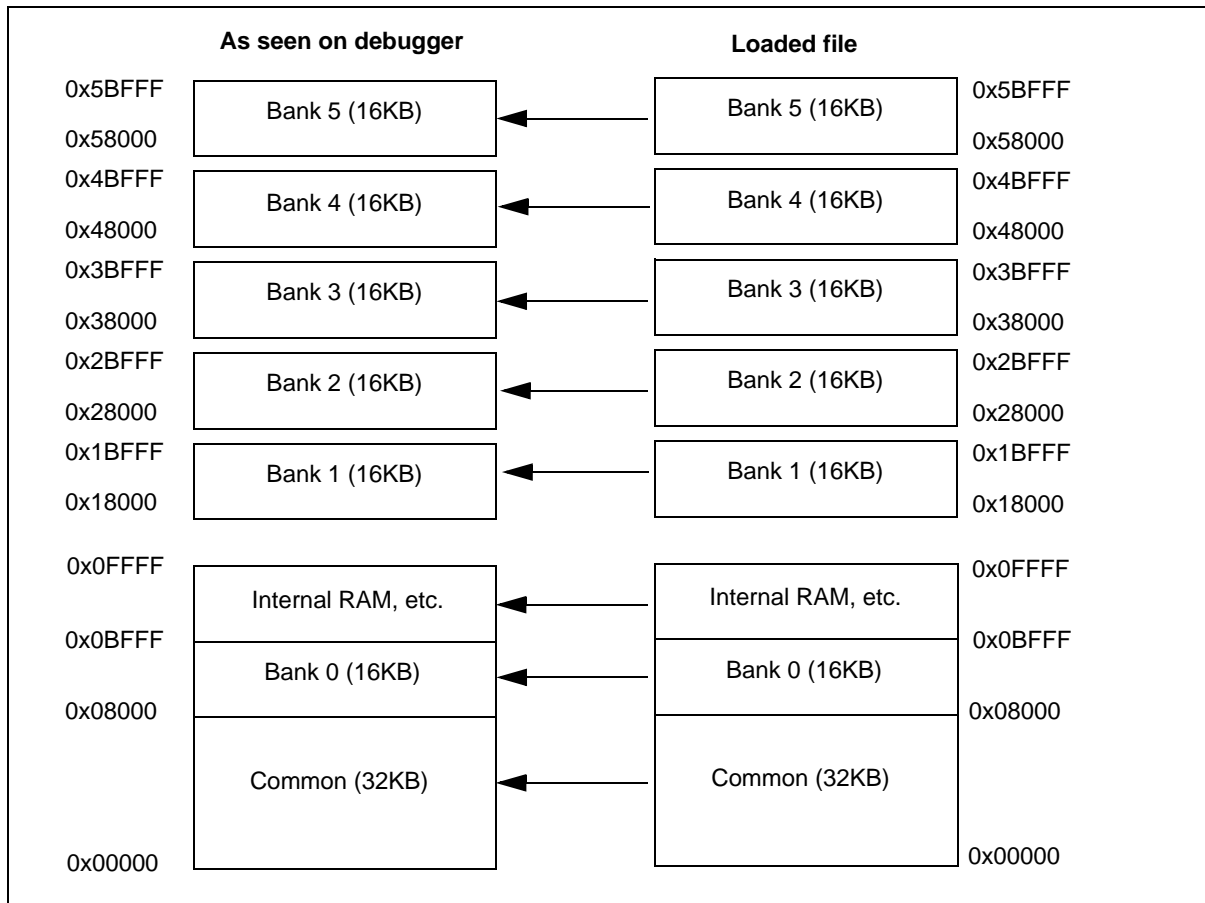 As seen on debugger
Loaded file
0x5BFFF
Bank 5 (16KB)
Bank 5 (16KB)
0x5BFFF
0x58000
0x58000
0x4BFFF
Bank 4 (16KB)
Bank 4 (16KB)
0x4BFFF
0x48000
0x48000
0x3BFFF
Bank 3 (16KB)
Bank 3 (16KB)
0x3BFFF
0x38000
0x38000
0x2BFFF
Bank 2 (16KB)
Bank 2 (16KB)
0x2BFFF
0x28000
0x28000
0x1BFFF
Bank 1 (16KB)
Bank 1 (16KB)
0x1BFFF
0x18000
0x18000
0x0FFFF
0x0FFFF
Internal RAM, etc.
Internal RAM, etc.
0x0BFFF
0x0BFFF
Bank 0 (16KB)
Bank 0 (16KB)
0x08000
0x08000
Common (32KB)
Common (32KB)
0x00000
0x00000